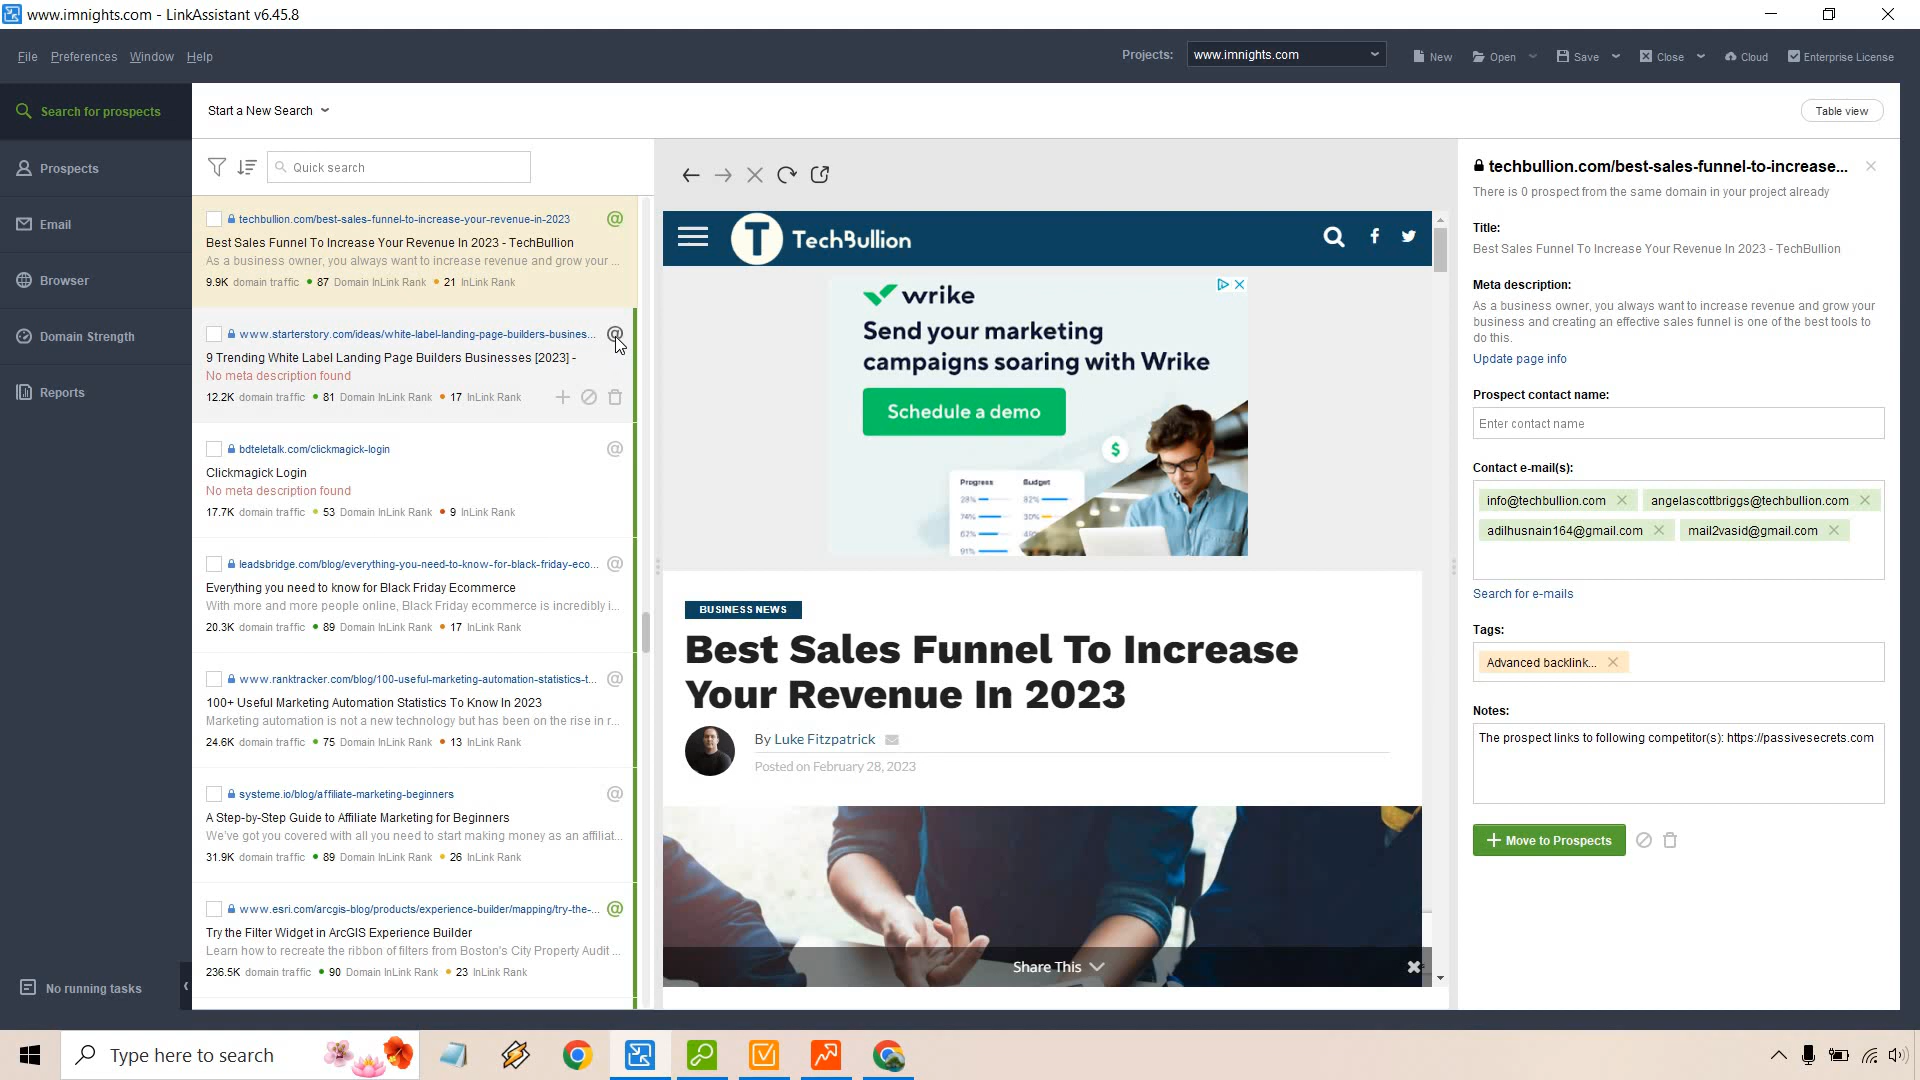 www.imnights.com - LinkAssistant v6.45.8
File Preferences Window Help
Projects: www.imnights.com
New Open Save Close Cloud Enterprise License
Search for prospects
Prospects
Email
Browser
Domain Strength
Reports
No running tasks
Start a New Search
Table view
Quick search
techbullion.com/best-sales-funnel-to-increase-your-revenue-in-2023
Best Sales Funnel To Increase Your Revenue In 2023 - TechBullion
As a business owner, you always want to increase revenue and grow your ...
9.9K domain traffic 87 Domain InLink Rank 21 InLink Rank
www.starterstory.com/ideas/white-label-landing-page-builders-busines...
9 Trending White Label Landing Page Builders Businesses [2023] -
No meta description found
12.2K domain traffic 81 Domain InLink Rank 17 InLink Rank
bdteletalk.com/clickmagick-login
Clickmagick Login
No meta description found
17.7K domain traffic 53 Domain InLink Rank 9 InLink Rank
leadsbridge.com/blog/everything-you-need-to-know-for-black-friday-eco...
Everything you need to know for Black Friday Ecommerce
With more and more people online, Black Friday ecommerce is incredibly i...
20.3K domain traffic 89 Domain InLink Rank 17 InLink Rank
www.ranktracker.com/blog/100-useful-marketing-automation-statistics-t...
100+ Useful Marketing Automation Statistics To Know In 2023
Marketing automation is not a new technology but has been on the rise in r...
24.6K domain traffic 75 Domain InLink Rank 13 InLink Rank
systeme.io/blog/affiliate-marketing-beginners
A Step-by-Step Guide to Affiliate Marketing for Beginners
We've got you covered with all you need to start making money as an affiliat...
31.9K domain traffic 89 Domain InLink Rank 26 InLink Rank
www.esri.com/arcgis-blog/products/experience-builder/mapping/try-the-...
Try the Filter Widget in ArcGIS Experience Builder
Learn how to recreate the ribbon of filters from Boston's City Property Audit ...
236.5K domain traffic 90 Domain InLink Rank 23 InLink Rank
T TechBullion
wrike
Send your marketing
campaigns soaring with Wrike
Schedule a demo
$
Progress Budget
28% 82%
74% 30%
62%
91%
BUSINESS NEWS
Best Sales Funnel To Increase
Your Revenue In 2023
By Luke Fitzpatrick
Posted on February 28, 2023
Share This
techbullion.com/best-sales-funnel-to-increase...
There is 0 prospect from the same domain in your project already
Title:
Best Sales Funnel To Increase Your Revenue In 2023 - TechBullion
Meta description:
As a business owner, you always want to increase revenue and grow your
business and creating an effective sales funnel is one of the best tools to
do this.
Update page info
Prospect contact name:
Enter contact name
Contact e-mail(s):
info@techbullion.com angelascottbriggs@techbullion.com
adilhusnain164@gmail.com mail2vasid@gmail.com
Search for e-mails
Tags:
Advanced backlink...
Notes:
The prospect links to following competitor(s): https://passivesecrets.com
Move to Prospects
Type here to search